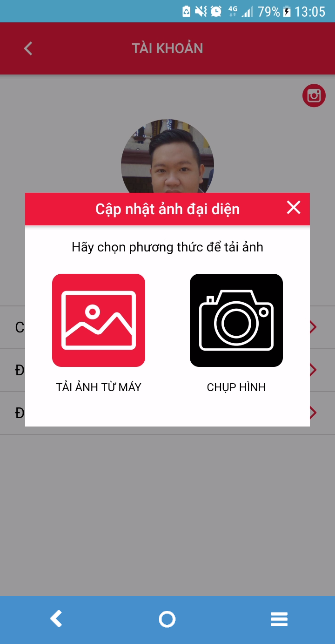 4G 79% 13:05
TÀI KHOẢN
Cập nhật ảnh đại diện
Hãy chọn phương thức để tải ảnh
TẢI ẢNH TỪ MÁY
CHỤP HÌNH
C
Đ
Đ